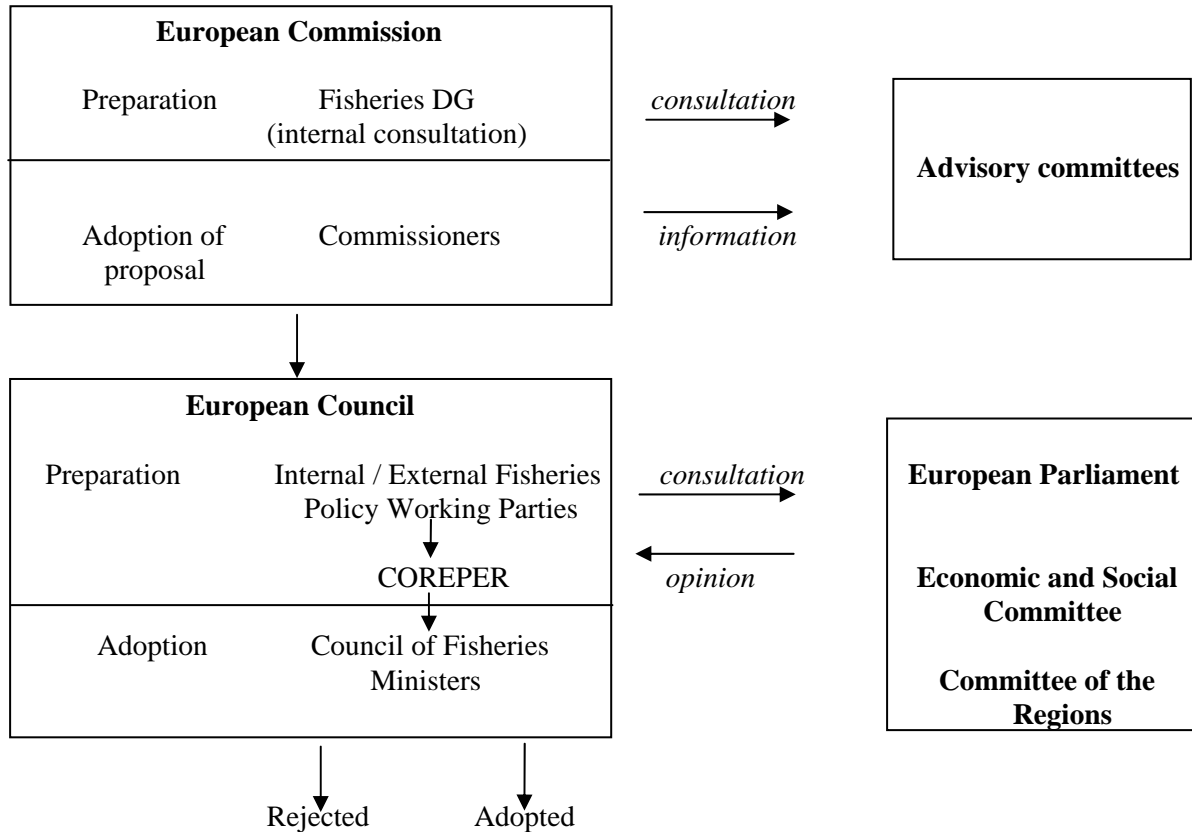 European Commission
Preparation
Fisheries DG
(internal consultation)
consultation
Advisory committees
Adoption of
proposal
Commissioners
information
European Council
Preparation
Internal / External Fisheries
Policy Working Parties
COREPER
consultation
opinion
European Parliament
Economic and Social
Committee
Committee of the
Regions
Adoption
Council of Fisheries
Ministers
Rejected
Adopted